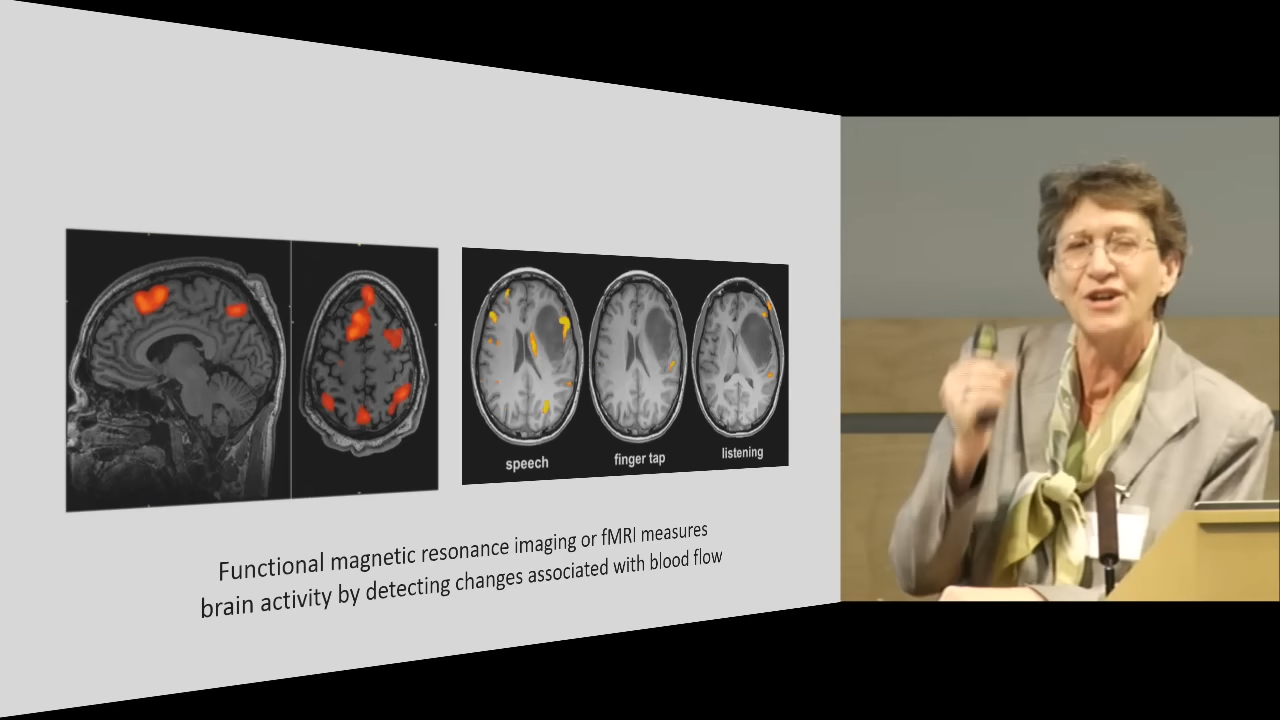 speech
finger tap
listening
Functional magnetic resonance imaging or fMRI measures
brain activity by detecting changes associated with blood flow